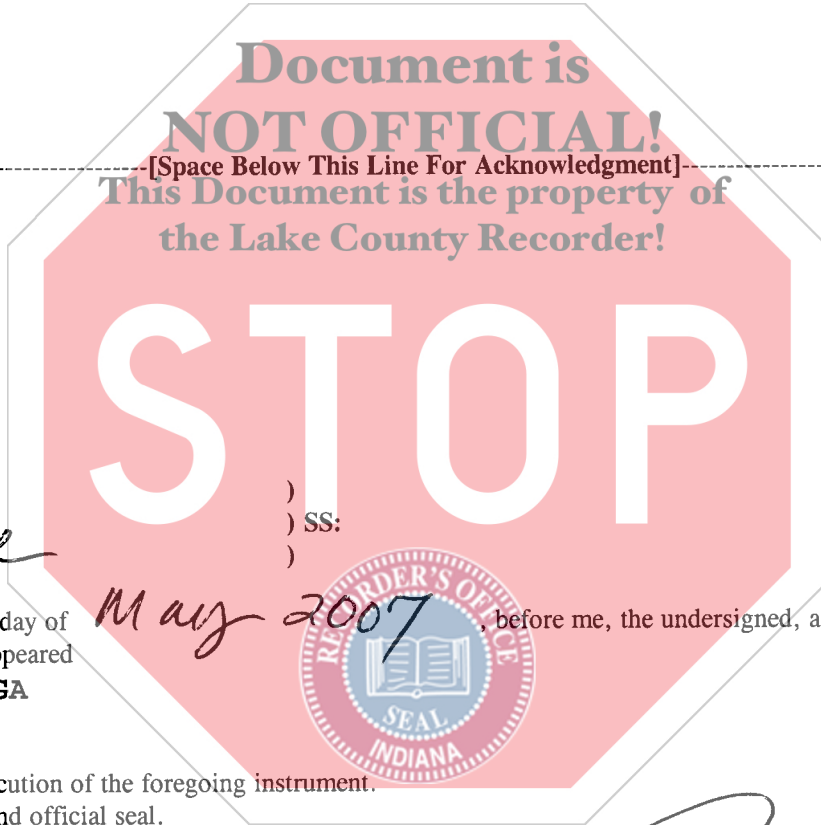 Document is
NOT OFFICIAL!
[Space Below This Line For Acknowledgment]
This Document is the property of
the Lake County Recorder!
STOP
)
) SS:
)
day of May 2007, before me, the undersigned, a
peared
GA
RECORDER'S OFFICE
SEAL
INDIANA
cution of the foregoing instrument.
nd official seal.